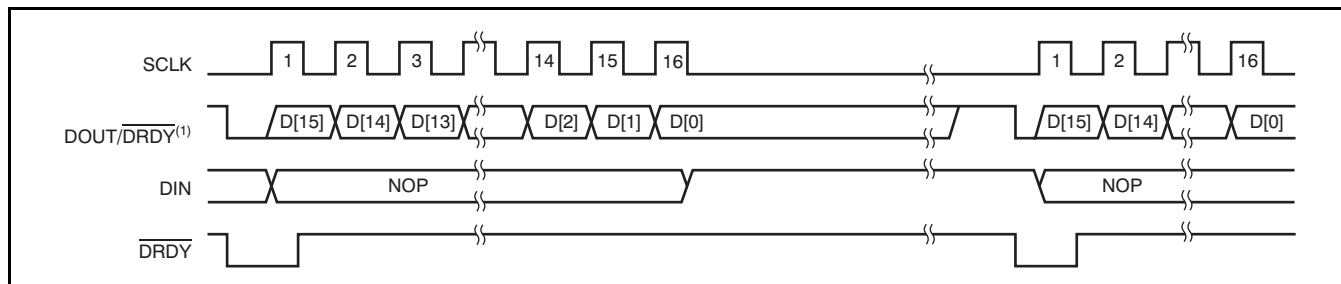 SCLK 1 2 3 14 15 16 1 2 16
DOUT/DRDY(1) D[15] D[14] D[13] D[2] D[1] D[0] D[15] D[14] D[0]
DIN NOP NOP
DRDY